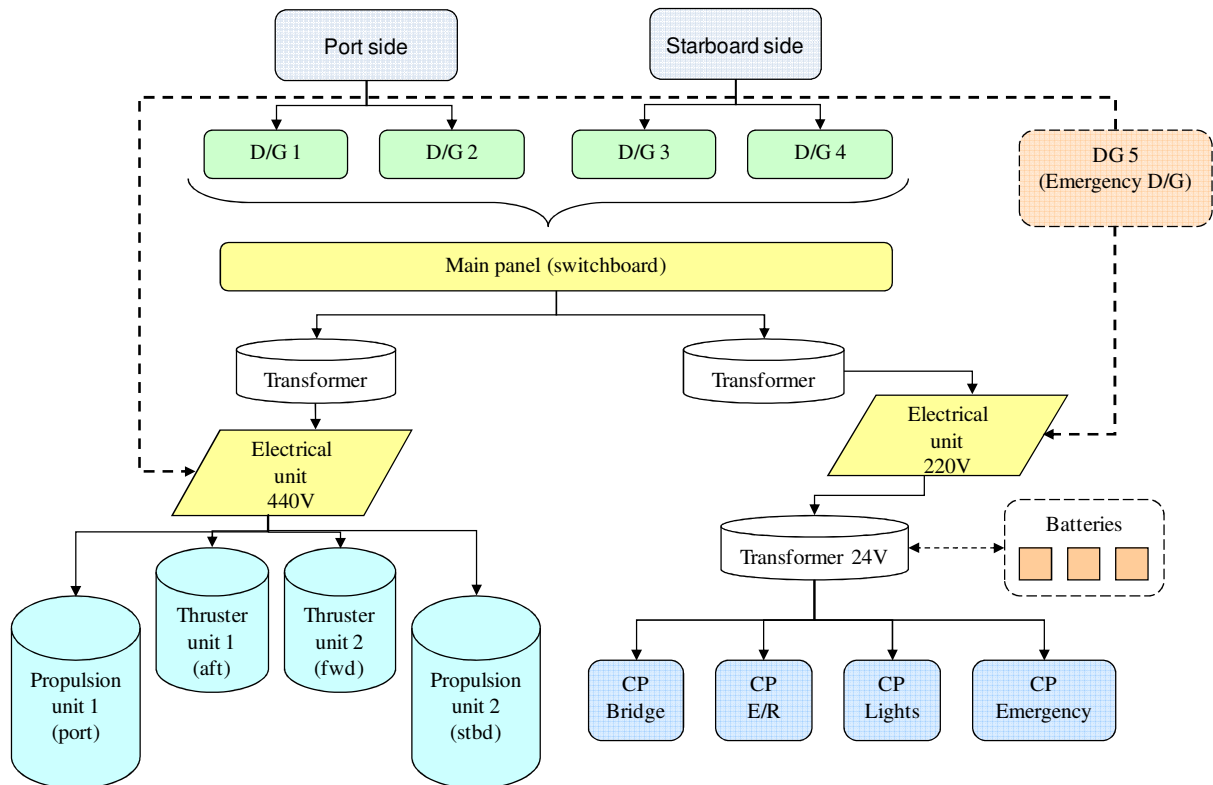 Port side
Starboard side
D/G 1
D/G 2
D/G 3
D/G 4
DG 5
(Emergency D/G)
Main panel (switchboard)
Transformer
Transformer
Electrical
unit
440V
Electrical
unit
220V
Transformer 24V
Batteries
Propulsion
unit 1
(port)
Thruster
unit 1
(aft)
Thruster
unit 2
(fwd)
Propulsion
unit 2
(stbd)
CP
Bridge
CP
E/R
CP
Lights
CP
Emergency